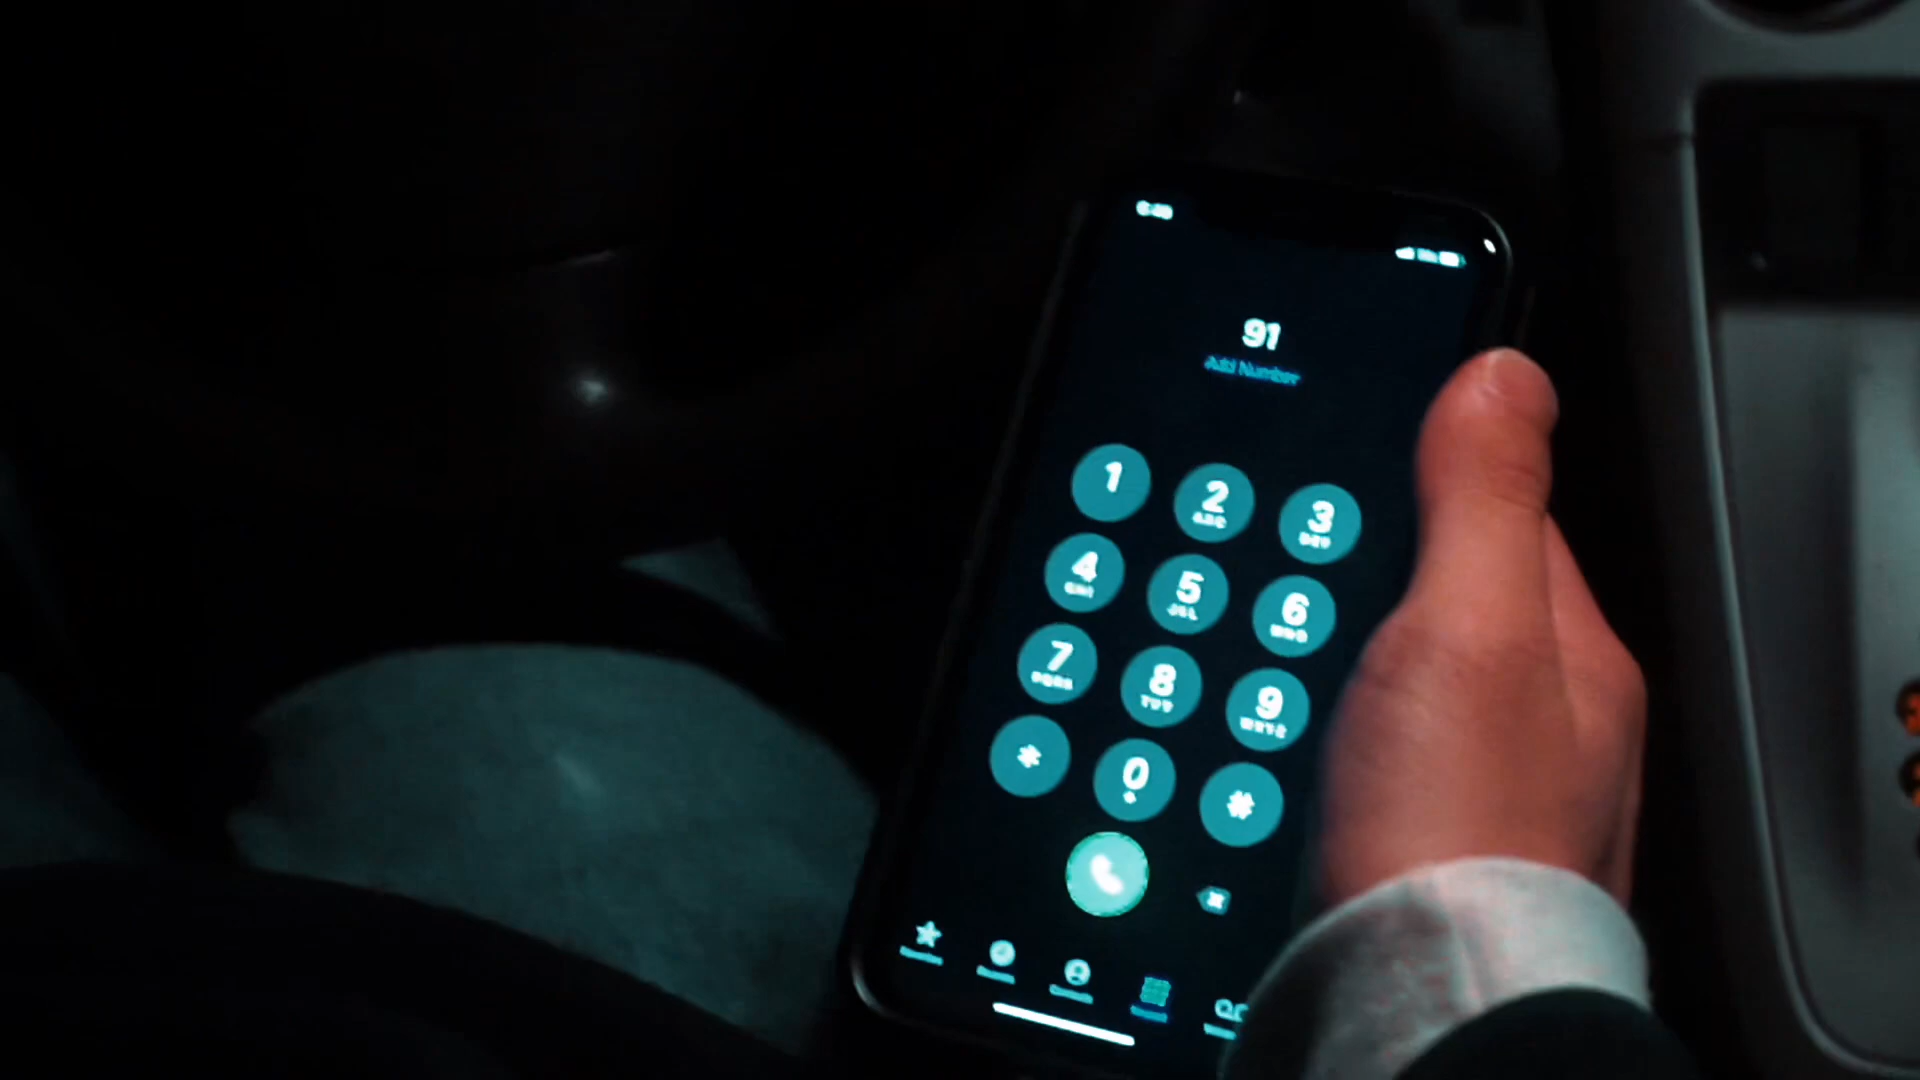 91
Add Number
1
2 ABC
3 DEF
4 GHI
5 JKL
6 MNO
7 PQRS
8 TUV
9 WXYZ
*
0
+
#